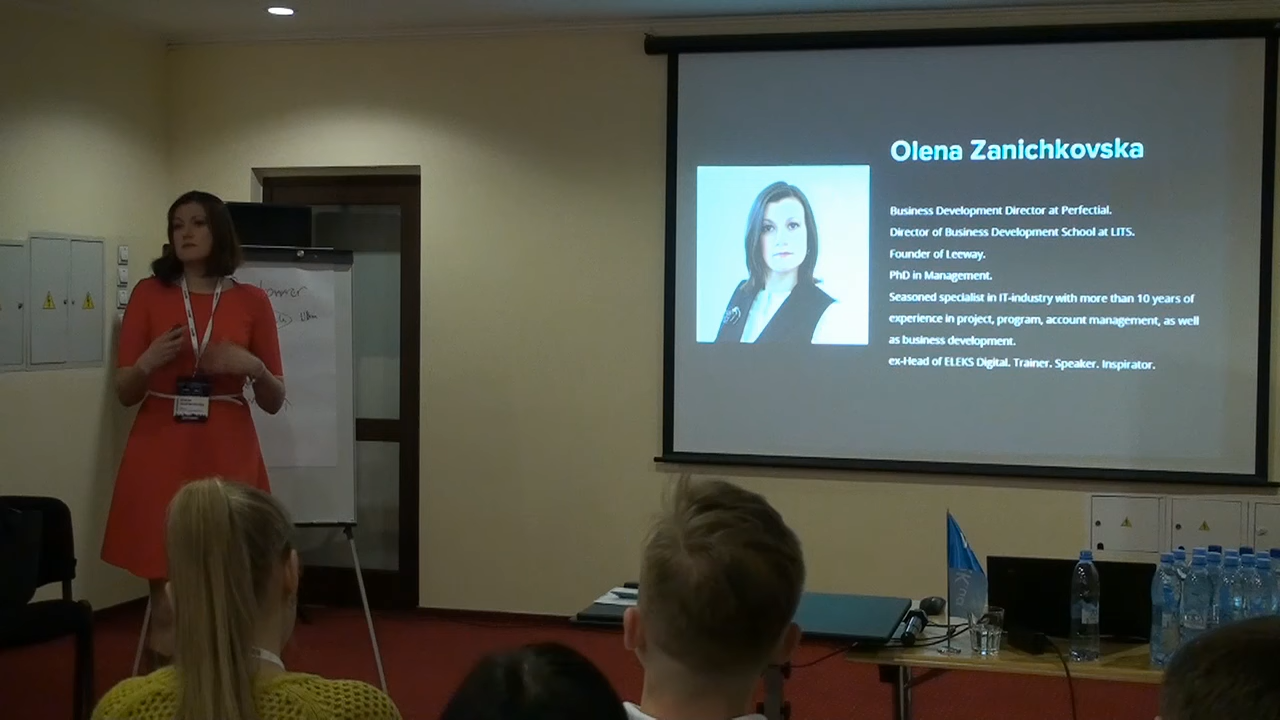 Olena Zanichkovska
Business Development Director at Perfectial.
Director of Business Development School at LITS.
Founder of Leeway.
PhD in Management.
Seasoned specialist in IT-industry with more than 10 years of
experience in project, program, account management, as well
as business development.
ex-Head of ELEKS Digital. Trainer. Speaker. Inspirator.